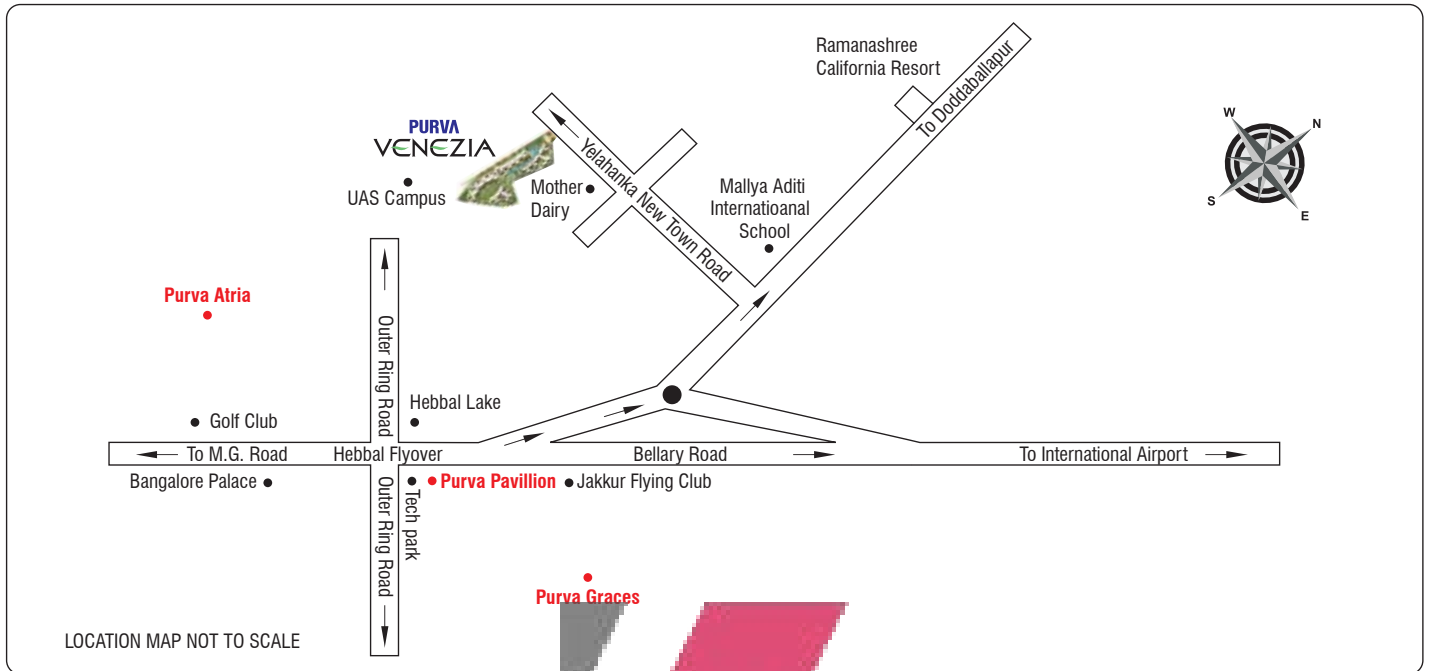 Ramanashree
California Resort
To Doddaballapur
W
N
S
E
PURVA
VENEZIA
UAS Campus
Mother
Dairy
Yelahanka New Town Road
Mallya Aditi
Internatioanal
School
Purva Atria
Outer Ring Road
Hebbal Lake
Golf Club
To M.G. Road
Hebbal Flyover
Bellary Road
To International Airport
Bangalore Palace
Outer Ring Road
Tech park
Purva Pavillion
Jakkur Flying Club
Purva Graces
LOCATION MAP NOT TO SCALE